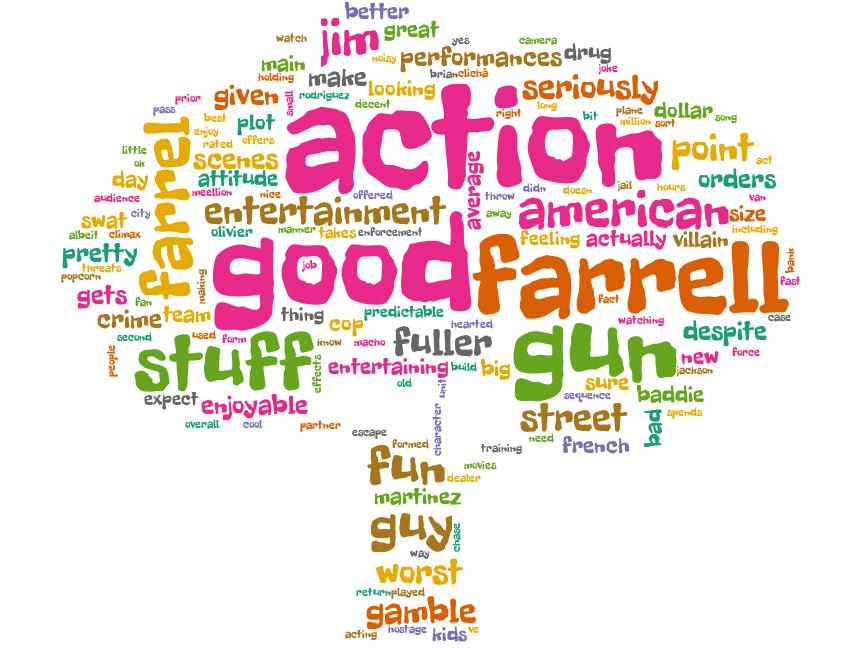 better
jim great
watch yes camera
main noisy performances drug
holding make brian clichã joke
prior given small rodriguez looking seriously
pass decent long plane dollar
best plot action right bit million sort song
enjoy rated offers
little farrel scenes point act
ok meellion attitude average orders
day nice offered throw didn doesn jail hours
audience entertainment away american van
swat city size
albeit climax olivier manner takes enforcement feeling actually villain including
pretty good farrell bank
threats job
popcorn making fact fast
gets fan
crime team thing predictable watching case
second used form cop hearted gun despite
people stuff know macho fuller new force
effects entertaining build big jackson
old unit sure
expect enjoyable sequence baddie
overall cool partner character street bad spends
escape need french
formed training
fun movies
dealer
martinez
guy chase
way
worst
return played
gamble
acting hostage kids ve